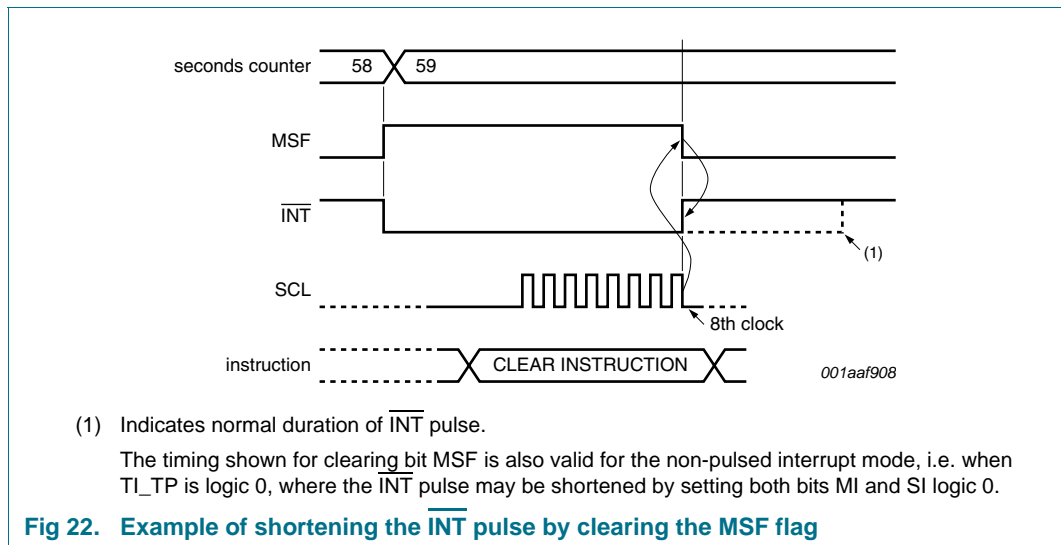 seconds counter 58 59
MSF
INT
(1)
SCL
8th clock
instruction CLEAR INSTRUCTION
001aaf908
(1) Indicates normal duration of INT pulse.
The timing shown for clearing bit MSF is also valid for the non-pulsed interrupt mode, i.e. when
TI_TP is logic 0, where the INT pulse may be shortened by setting both bits MI and SI logic 0.
Fig 22. Example of shortening the INT pulse by clearing the MSF flag